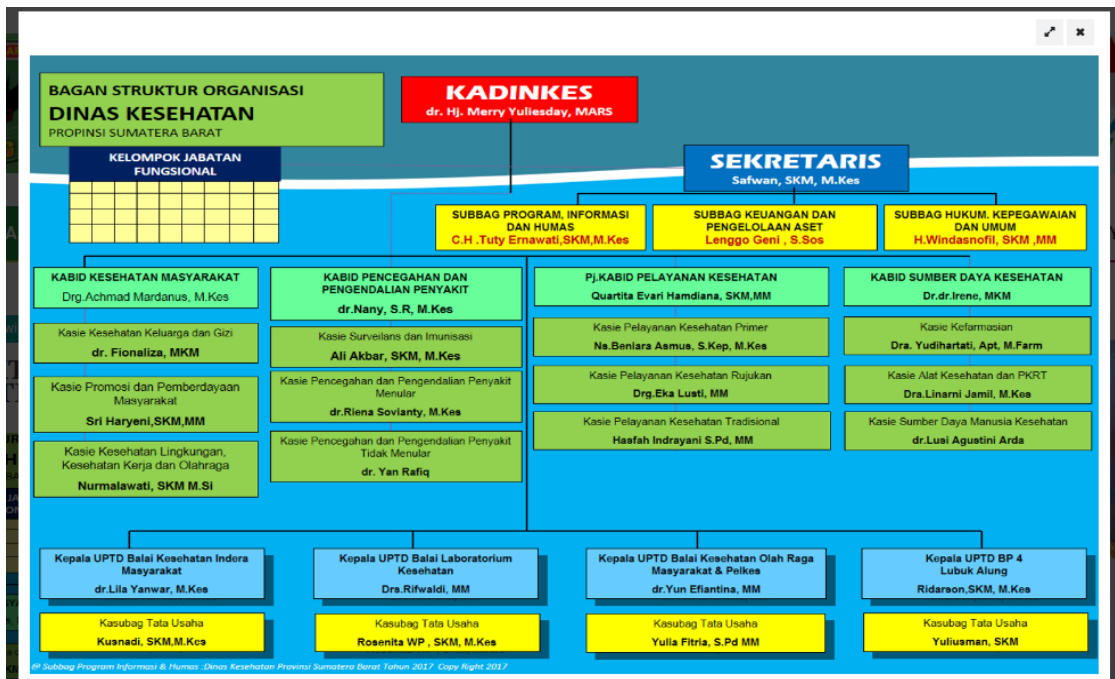 BAGAN STRUKTUR ORGANISASI
DINAS KESEHATAN
PROPINSI SUMATERA BARAT
KADINKES
dr. Hj. Merry Yuliesday, MARS
KELOMPOK JABATAN
FUNGSIONAL
SEKRETARIS
Safwan, SKM, M.Kes
SUBBAG PROGRAM, INFORMASI
DAN HUMAS
C.H .Tuty Ernawati,SKM,M.Kes
SUBBAG KEUANGAN DAN
PENGELOLAAN ASET
Lenggo Geni , S.Sos
SUBBAG HUKUM. KEPEGAWAIAN
DAN UMUM
H.Windasnofil, SKM ,MM
KABID KESEHATAN MASYARAKAT
Drg.Achmad Mardanus, M.Kes
Kasie Kesehatan Keluarga dan Gizi
dr. Fionaliza, MKM
Kasie Promosi dan Pemberdayaan
Masyarakat
Sri Haryeni,SKM,MM
Kasie Kesehatan Lingkungan,
Kesehatan Kerja dan Olahraga
Nurmalawati, SKM M.Si
KABID PENCEGAHAN DAN
PENGENDALIAN PENYAKIT
dr.Nany, S.R, M.Kes
Kasie Surveilans dan Imunisasi
Ali Akbar, SKM, M.Kes
Kasie Pencegahan dan Pengendalian Penyakit
Menular
dr.Riena Sovianty, M.Kes
Kasie Pencegahan dan Pengendalian Penyakit
Tidak Menular
dr. Yan Rafiq
Pj.KABID PELAYANAN KESEHATAN
Quartita Evari Hamdiana, SKM,MM
Kasie Pelayanan Kesehatan Primer
Ns.Beniara Asmus, S.Kep, M.Kes
Kasie Pelayanan Kesehatan Rujukan
Drg.Eka Lusti, MM
Kasie Pelayanan Kesehatan Tradisional
Hasfah Indrayani S.Pd, MM
KABID SUMBER DAYA KESEHATAN
Dr.dr.Irene, MKM
Kasie Kefarmasian
Dra. Yudihartati, Apt, M.Farm
Kasie Alat Kesehatan dan PKRT
Dra.Linarni Jamil, M.Kes
Kasie Sumber Daya Manusia Kesehatan
dr.Lusi Agustini Arda
Kepala UPTD Balai Kesehatan Indera
Masyarakat
dr.Lila Yanwar, M.Kes
Kasubag Tata Usaha
Kusnadi, SKM,M.Kes
Kepala UPTD Balai Laboratorium
Kesehatan
Drs.Rifwaldi, MM
Kasubag Tata Usaha
Rosenita WP , SKM, M.Kes
Kepala UPTD Balai Kesehatan Olah Raga
Masyarakat & Pelkes
dr.Yun Efiantina, MM
Kasubag Tata Usaha
Yulia Fitria, S.Pd MM
Kepala UPTD BP 4
Lubuk Alung
Ridarson,SKM, M.Kes
Kasubag Tata Usaha
Yuliusman, SKM
@ Subbag Program Informasi & Humas :Dinas Kesehatan Provinsi Sumatera Barat Tahun 2017 Copy Right 2017